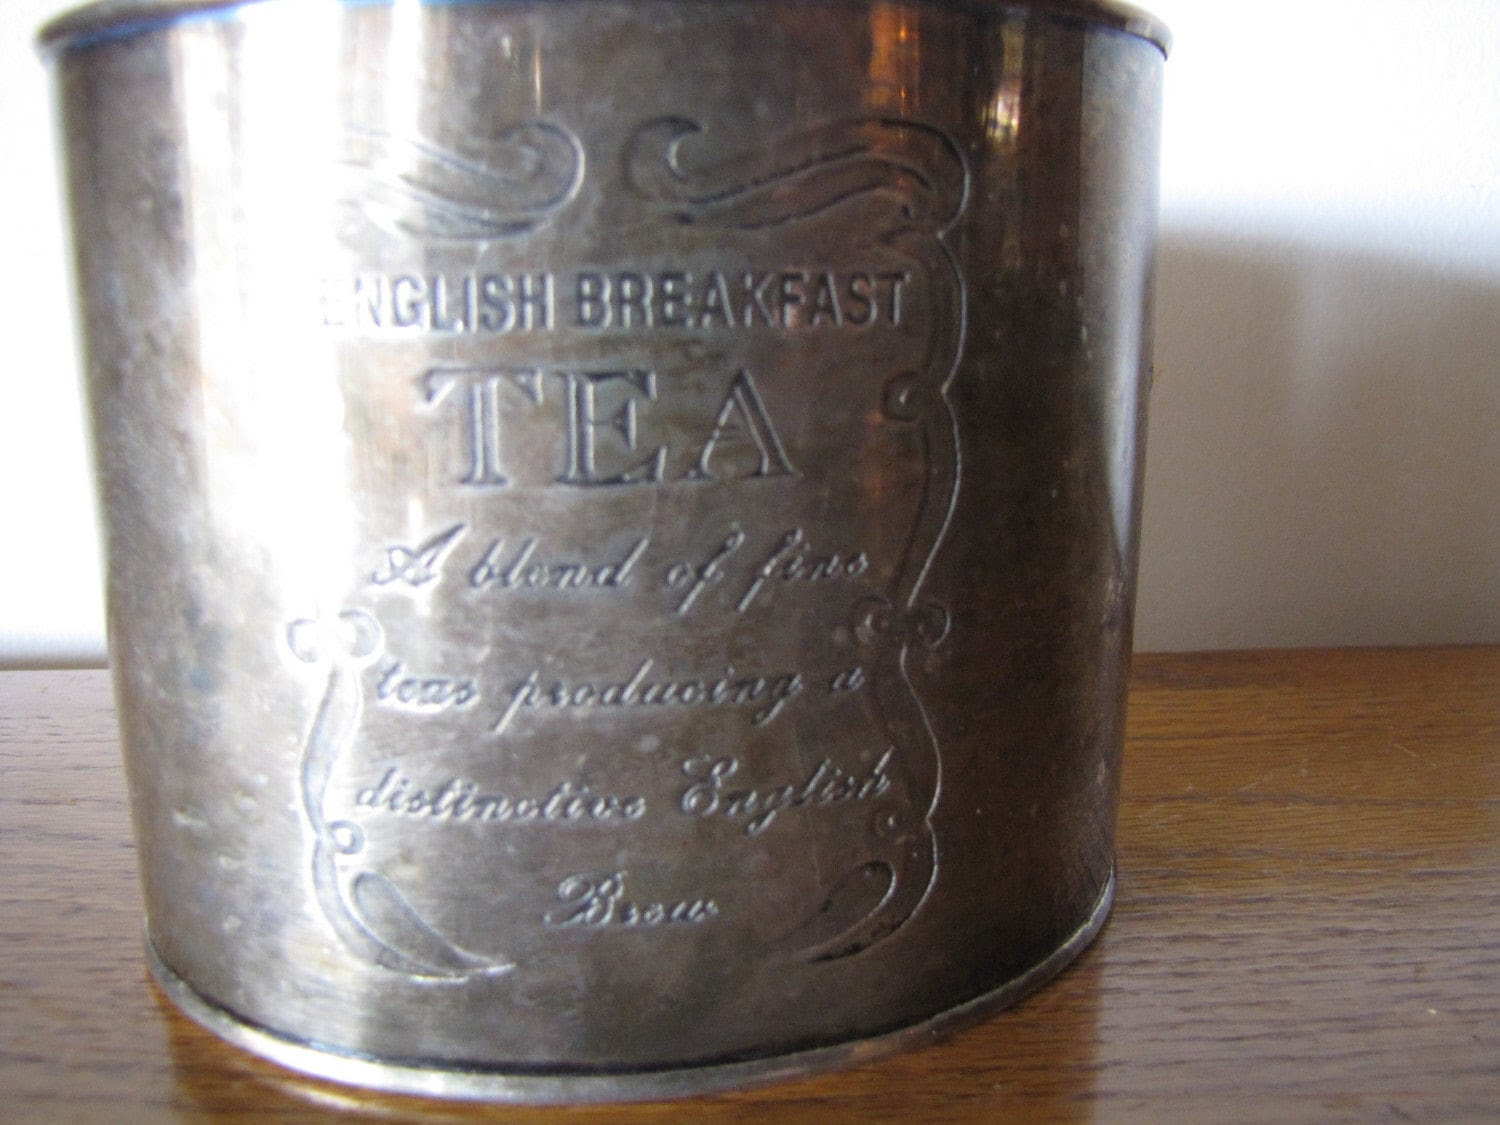 ENGLISH BREAKFAST
TEA
A blend of fine
teas producing a
distinctive English
Brew